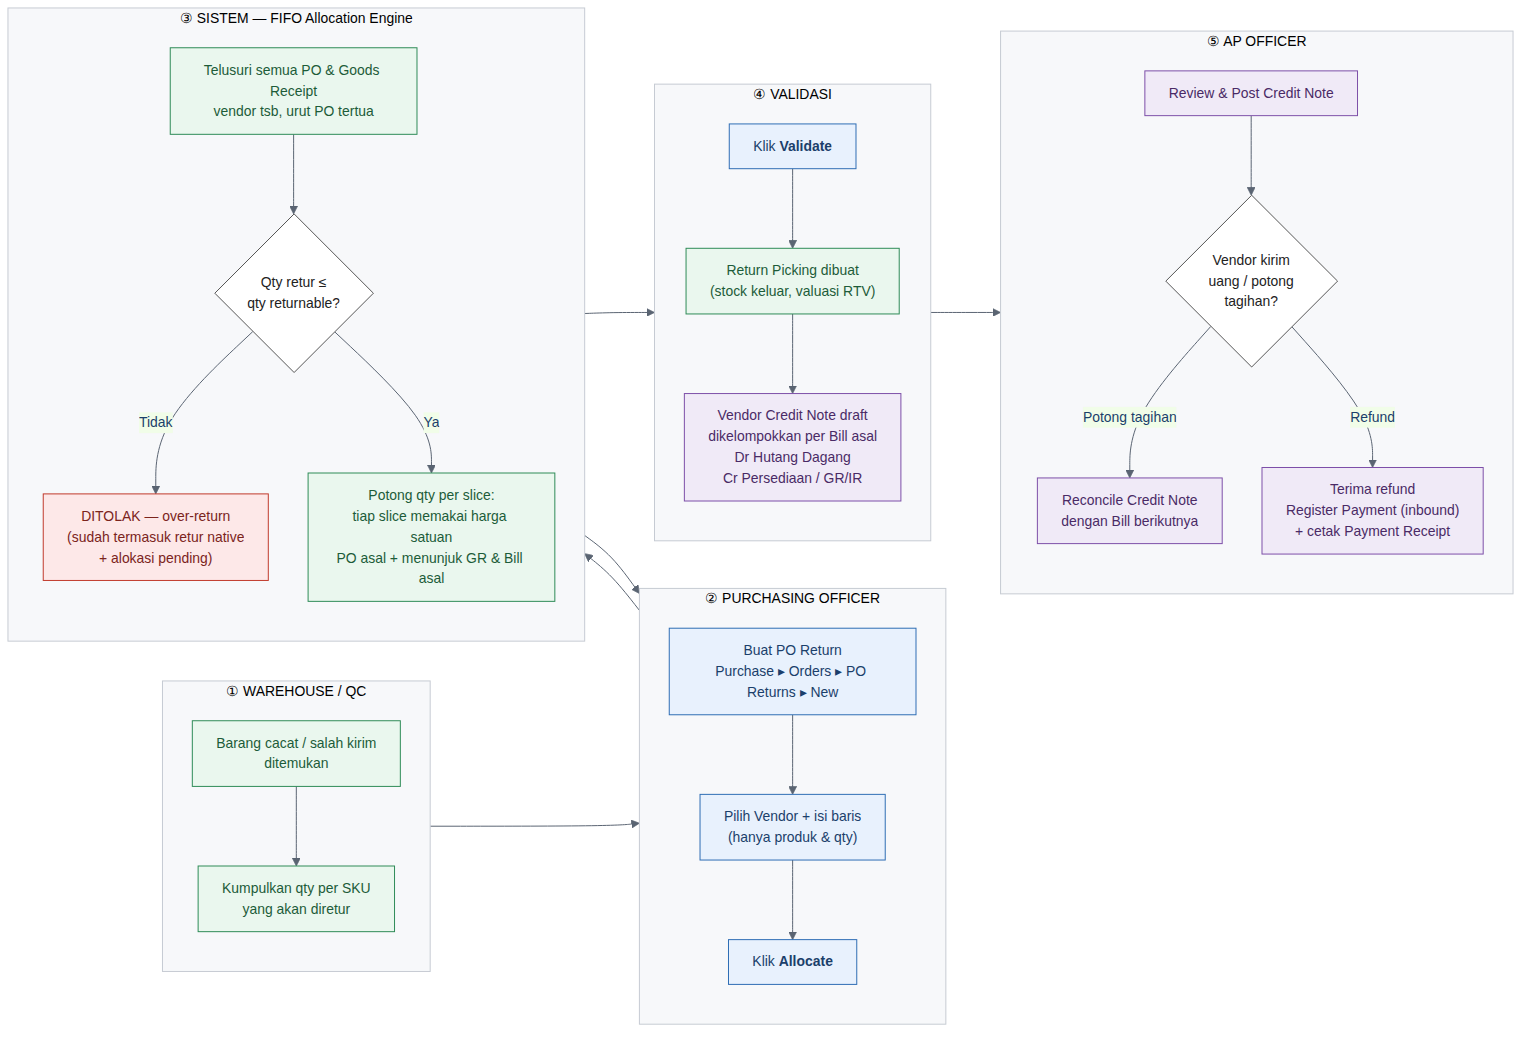 ③ SISTEM — FIFO Allocation Engine
Telusuri semua PO & Goods
Receipt
vendor tsb, urut PO tertua
Qty retur ≤
qty returnable?
Tidak
Ya
DITOLAK — over-return
(sudah termasuk retur native
+ alokasi pending)
Potong qty per slice:
tiap slice memakai harga
satuan
PO asal + menunjuk GR & Bill
asal
④ VALIDASI
Klik Validate
Return Picking dibuat
(stock keluar, valuasi RTV)
Vendor Credit Note draft
dikelompokkan per Bill asal
Dr Hutang Dagang
Cr Persediaan / GR/IR
⑤ AP OFFICER
Review & Post Credit Note
Vendor kirim
uang / potong
tagihan?
Potong tagihan
Refund
Reconcile Credit Note
dengan Bill berikutnya
Terima refund
Register Payment (inbound)
+ cetak Payment Receipt
① WAREHOUSE / QC
Barang cacat / salah kirim
ditemukan
Kumpulkan qty per SKU
yang akan diretur
② PURCHASING OFFICER
Buat PO Return
Purchase ▸ Orders ▸ PO
Returns ▸ New
Pilih Vendor + isi baris
(hanya produk & qty)
Klik Allocate